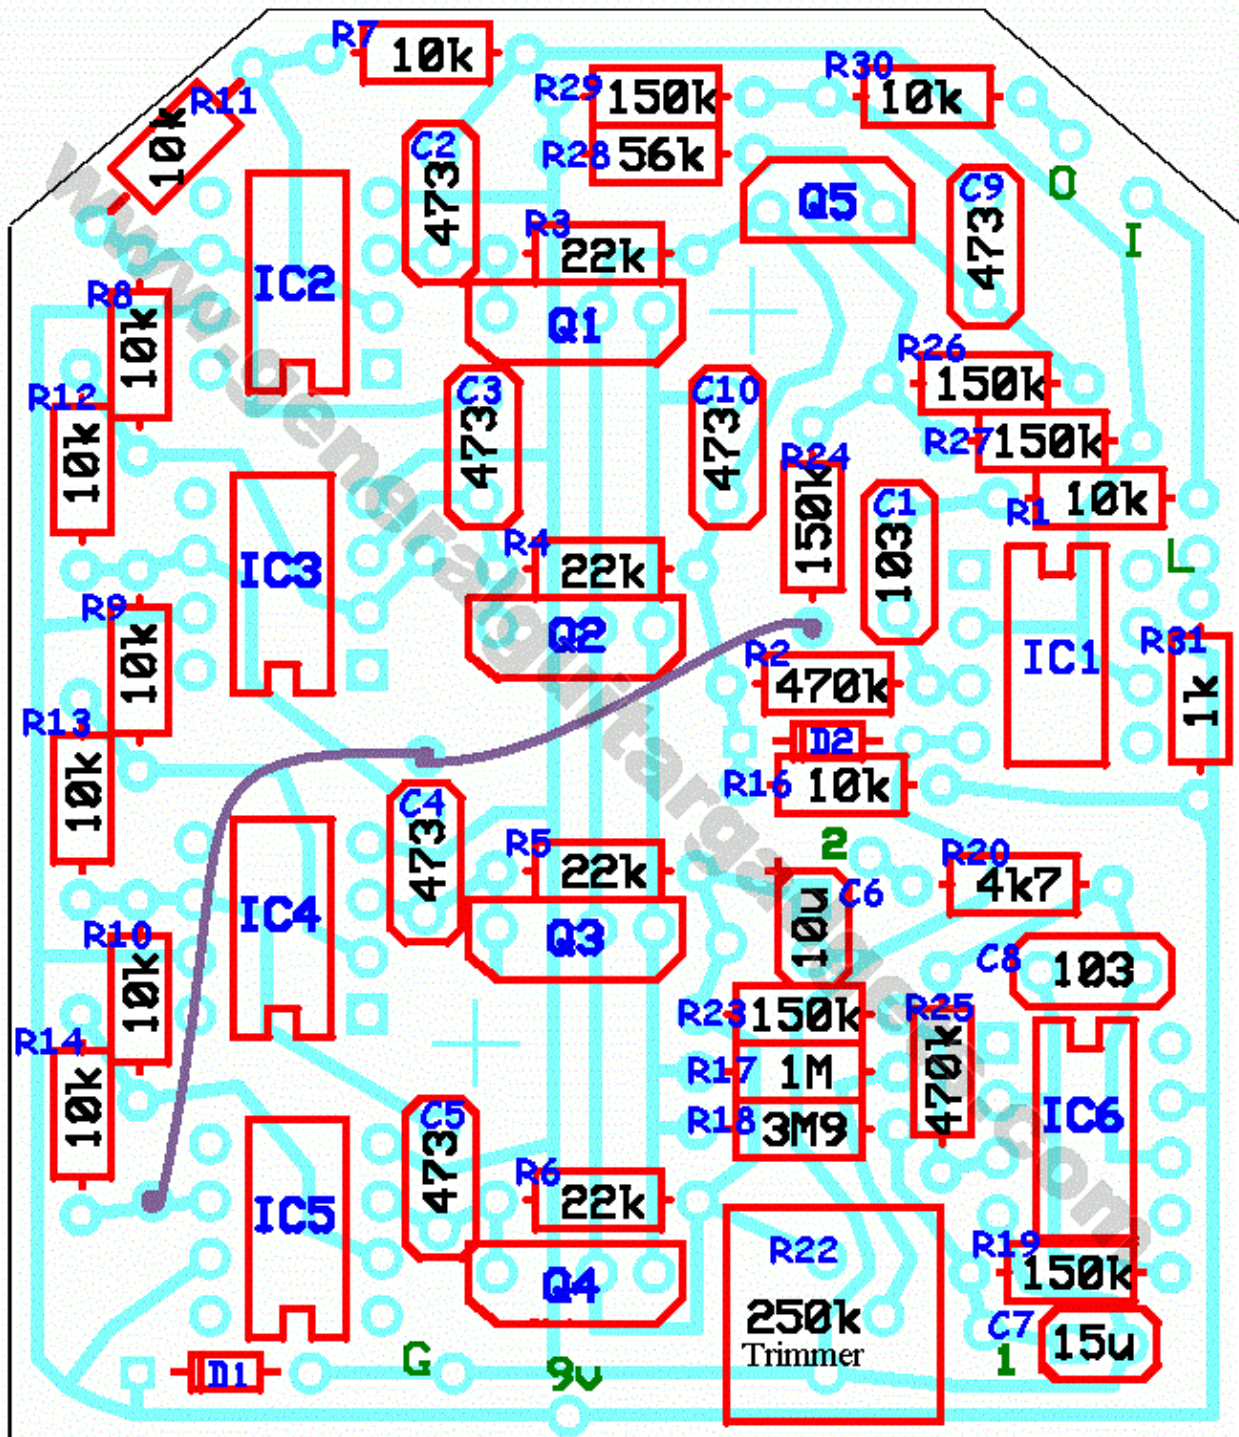 R7 10k
R11 10k
R29 150k
R30 10k
R28 56k
C2 473
Q5
O
C9 473
I
R3 22k
IC2
R8 10k
Q1
R26 150k
R12 10k
C3 473
C10 473
R27 150k
R24 150k
R1 10k
C1 103
IC3
R4 22k
L
R9 10k
Q2
R2 470k
IC1
R31 1k
R13 10k
D2
R16 10k
C4 473
2
R5 22k
R20 4k7
C6 10u
IC4
R10 10k
Q3
C8 103
R23 150k
R25 470k
R14 10k
R17 1M
R18 3M9
IC6
C5 473
R6 22k
IC5
R22
250k
Trimmer
R19 150k
Q4
C7 15u
1
G
9v
D1
www.generalguitargadgets.com